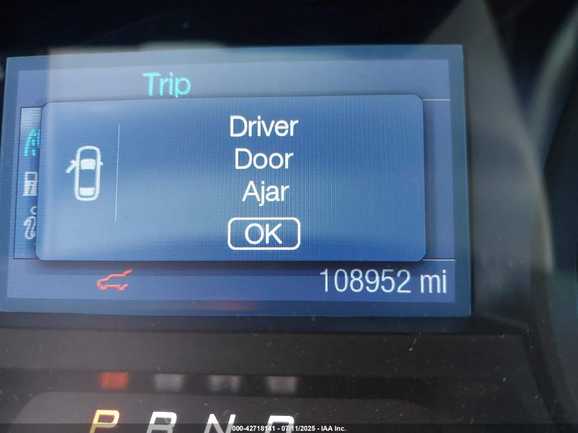 Trip
Driver
Door
Ajar
OK
108952 mi
P R N D
000-42718141 - 07/11/2025 - IAA Inc.